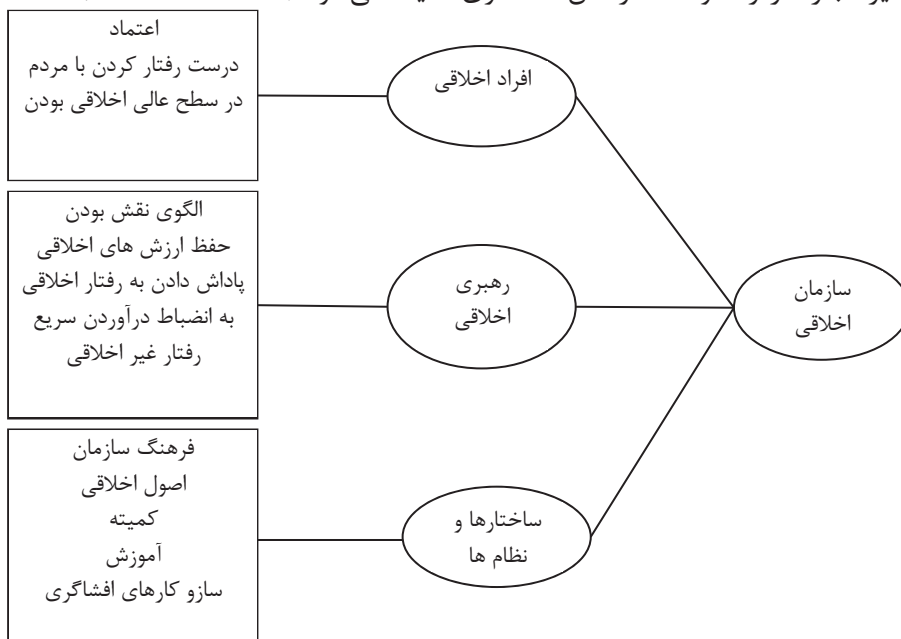 اعتماد
درست رفتار کردن با مردم
در سطح عالی اخلاقی بودن
افراد اخلاقی
الگوی نقش بودن
حفظ ارزش های اخلاقی
پاداش دادن به رفتار اخلاقی
به انضباط درآوردن سریع
رفتار غیر اخلاقی
رهبری
اخلاقی
سازمان
اخلاقی
فرهنگ سازمان
اصول اخلاقی
کمیته
آموزش
سازو کارهای افشاگری
ساختارها و
نظام ها